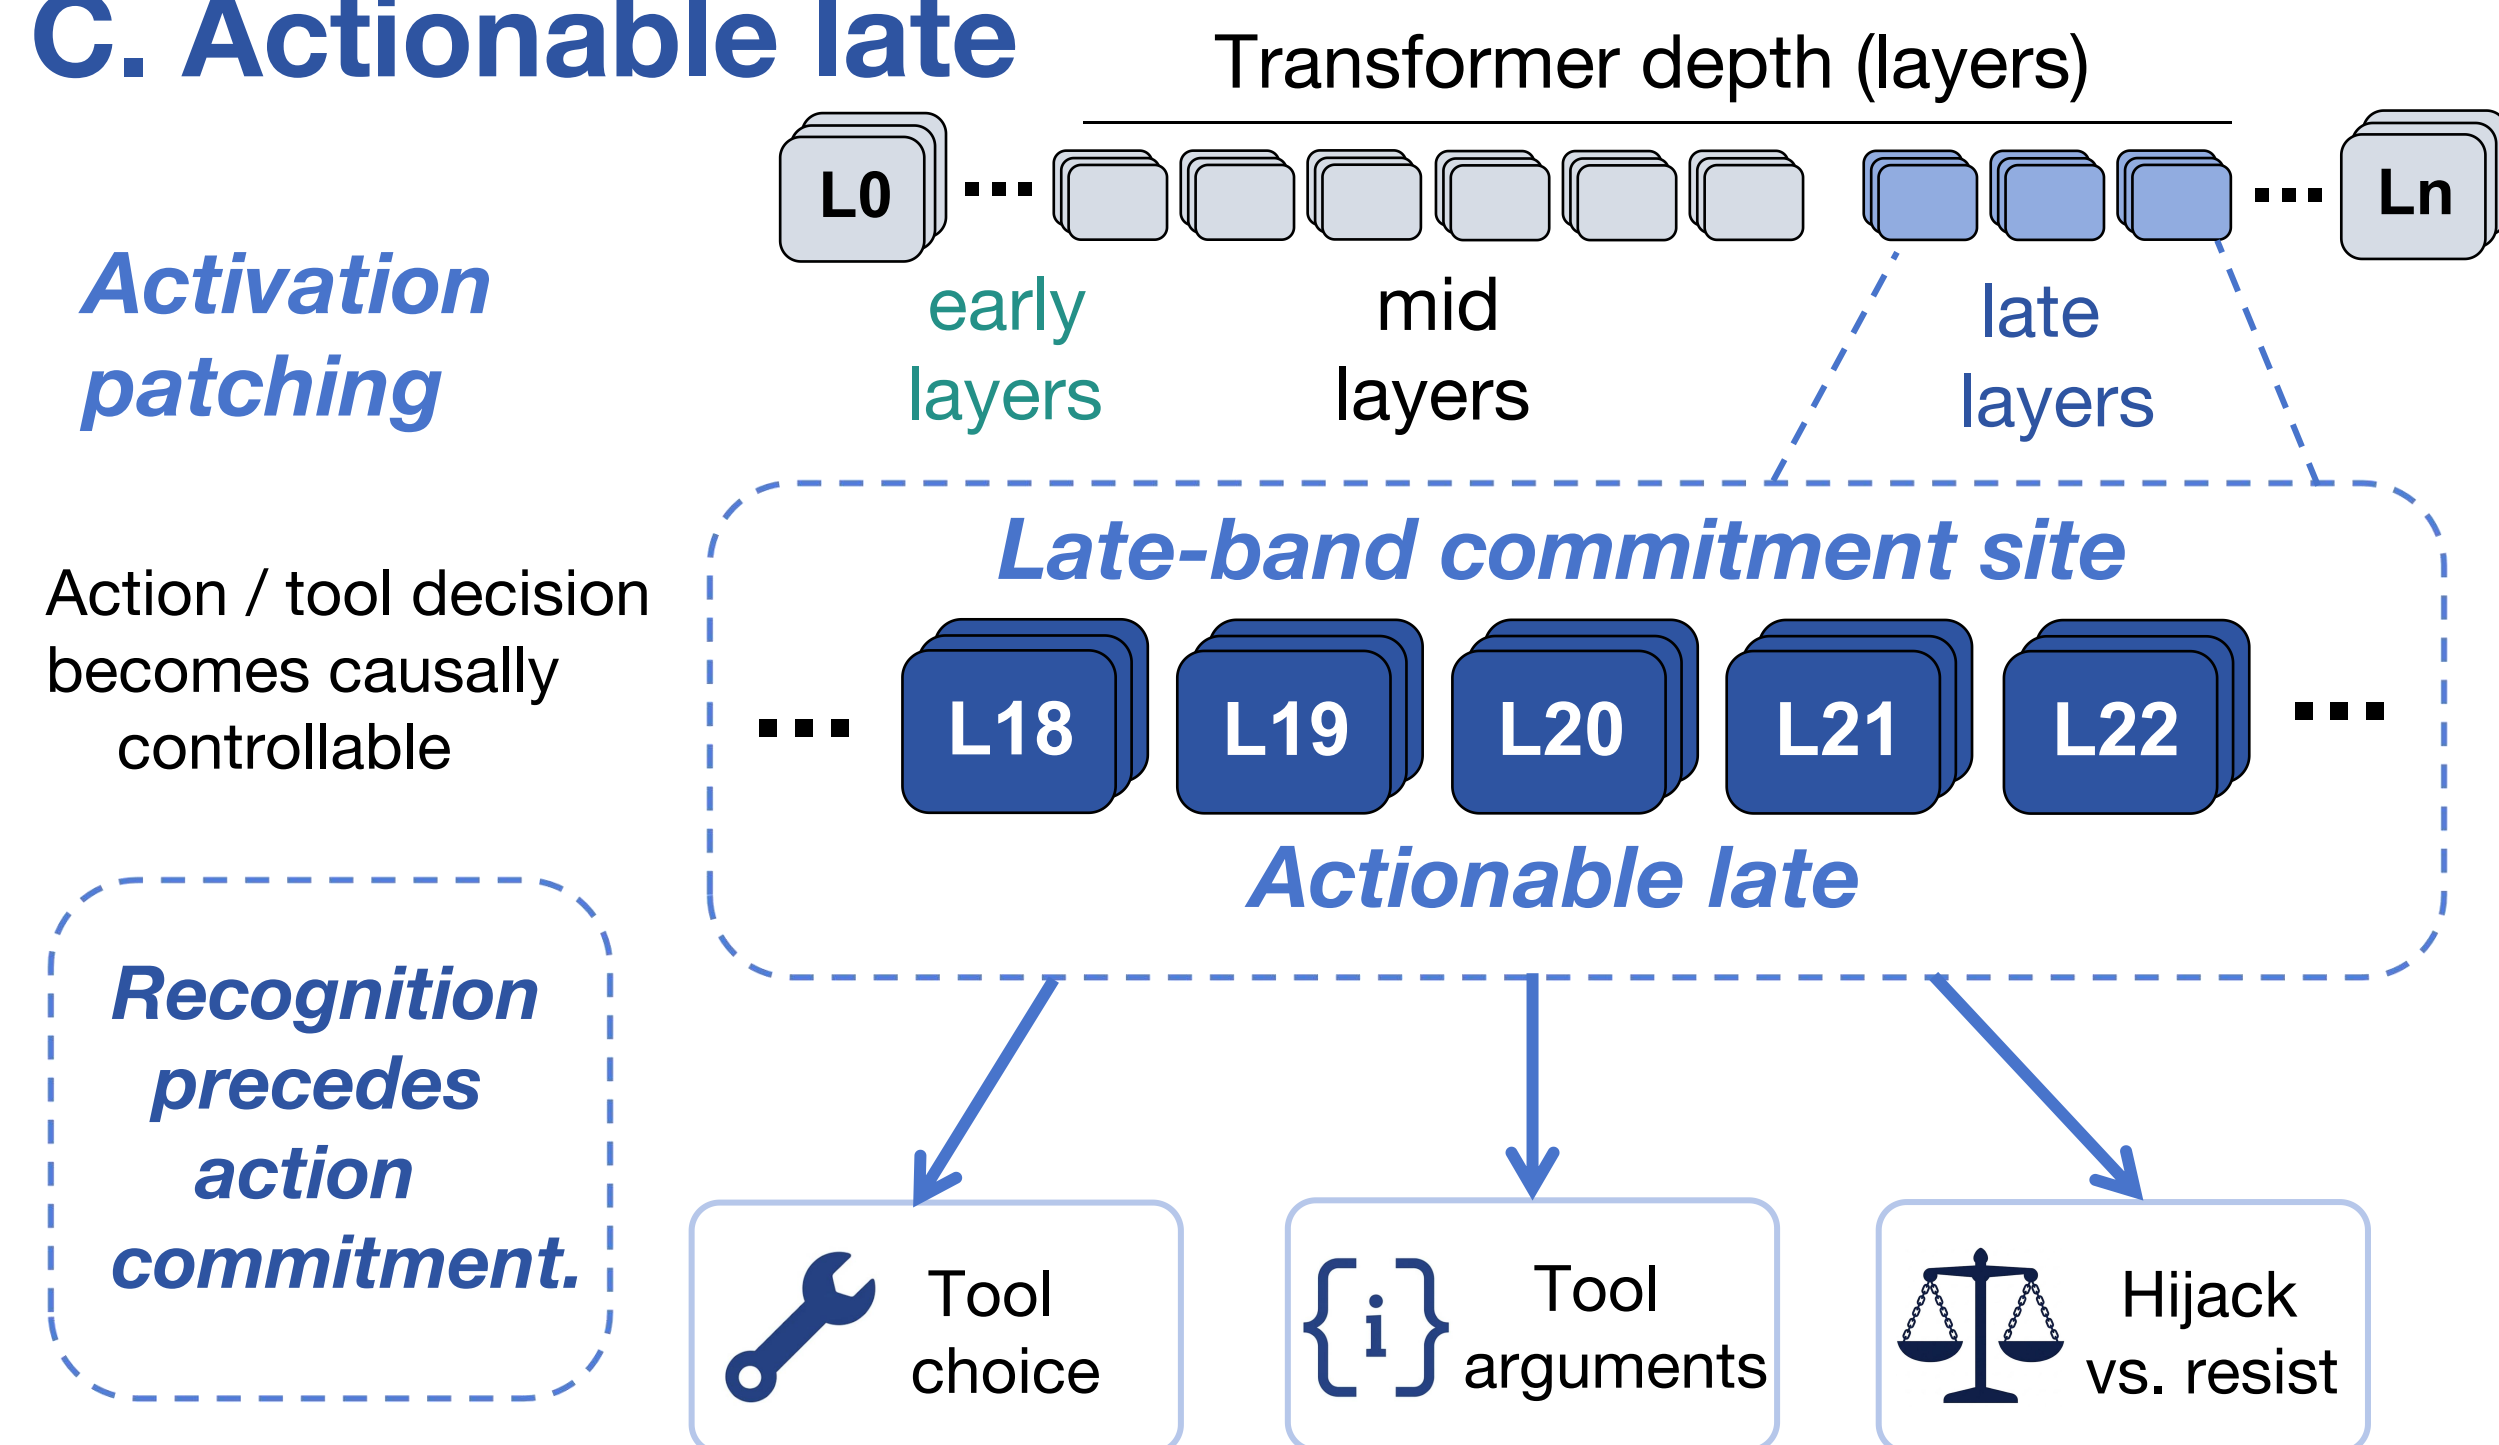 C. Actionable late
Transformer depth (layers)
L0
Ln
Activation
patching
early
layers
mid
layers
late
layers
Action / tool decision
becomes causally
controllable
Late-band commitment site
L18
L19
L20
L21
L22
Actionable late
Recognition
precedes
action
commitment.
Tool
choice
{i}
Tool
arguments
Hijack
vs. resist